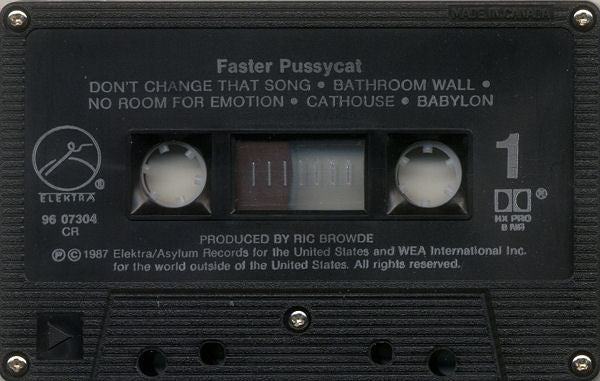 MADE IN CANADA
Faster Pussycat
DON'T CHANGE THAT SONG • BATHROOM WALL •
NO ROOM FOR EMOTION • CATHOUSE • BABYLON
1
ELEKTRA®
96 07304
CR
®
HX PRO
B NR
PRODUCED BY RIC BROWDE
℗ © 1987 Elektra/Asylum Records for the United States and WEA International Inc.
for the world outside of the United States. All rights reserved.